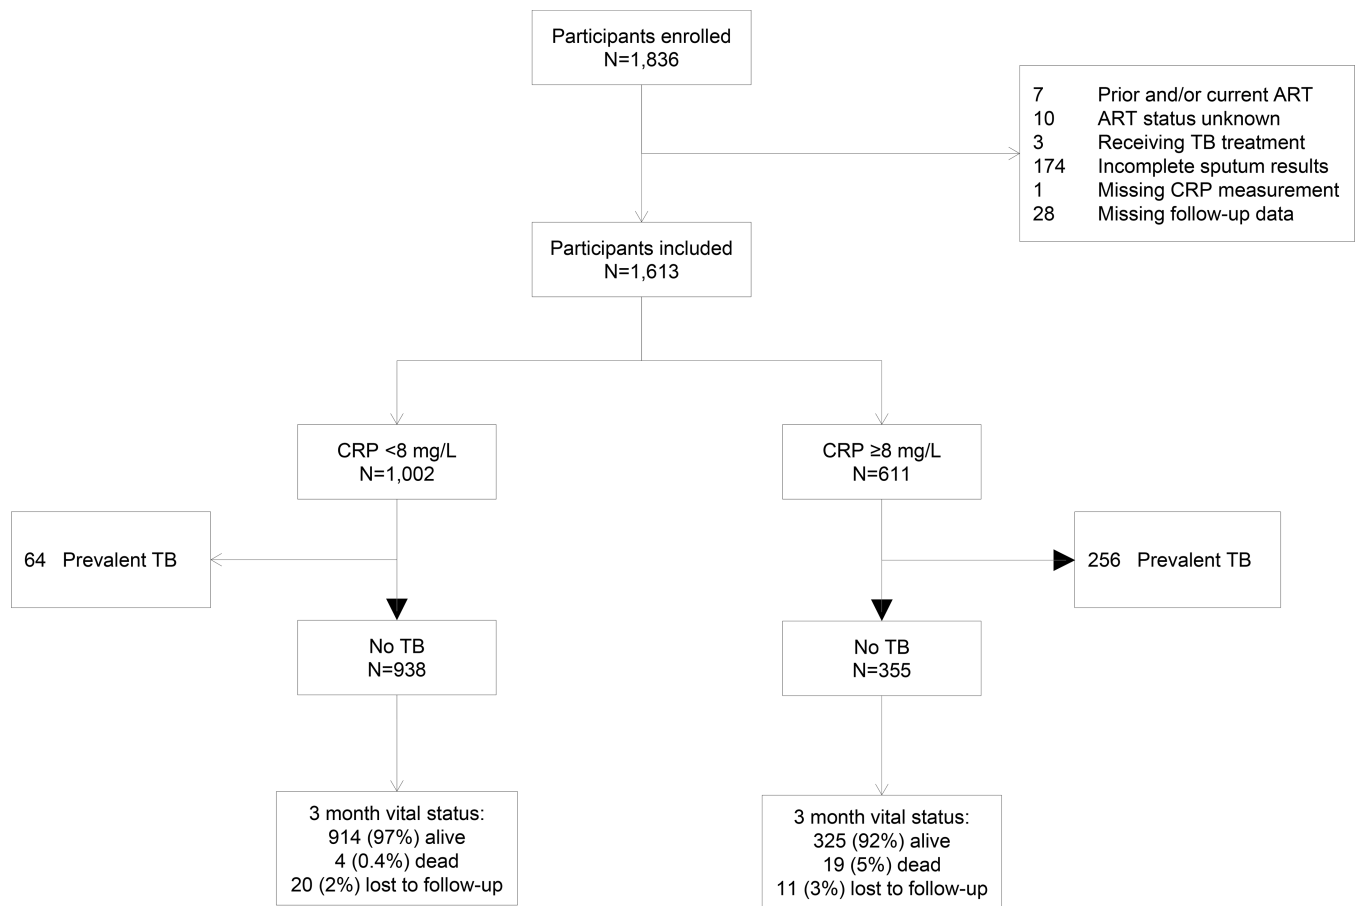 Participants enrolled
N=1,836
7 Prior and/or current ART
10 ART status unknown
3 Receiving TB treatment
174 Incomplete sputum results
1 Missing CRP measurement
28 Missing follow-up data
Participants included
N=1,613
CRP <8 mg/L
N=1,002
CRP ≥8 mg/L
N=611
64 Prevalent TB
256 Prevalent TB
No TB
N=938
No TB
N=355
3 month vital status:
914 (97%) alive
4 (0.4%) dead
20 (2%) lost to follow-up
3 month vital status:
325 (92%) alive
19 (5%) dead
11 (3%) lost to follow-up